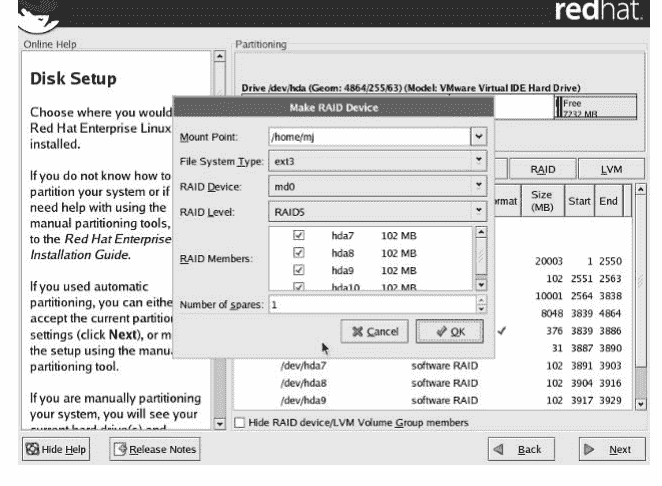 redhat.
Online Help
Disk Setup
Choose where you would
Red Hat Enterprise Linux
installed.
If you do not know how to
partition your system or if
need help with using the
manual partitioning tools,
to the Red Hat Enterprise
Installation Guide.
If you used automatic
partitioning, you can eithe
accept the current partitio
settings (click Next), or m
the setup using the manua
partitioning tool.
If you are manually partitioning
your system, you will see your
current hard drive(s) and
Partitioning
Drive /dev/hda (Geom: 4864/255/63) (Model: VMware Virtual IDE Hard Drive)
Free
7232 MB
Make RAID Device
Mount Point: /home/mj
File System Type: ext3
RAID Device: md0
RAID Level: RAID5
RAID Members:
hda7 102 MB
hda8 102 MB
hda9 102 MB
hda10 102 MB
Number of spares: 1
Cancel OK
RAID LVM
rmat Size (MB) Start End
20003 1 2550
102 2551 2563
10001 2564 3838
8048 3839 4864
376 3839 3886
31 3887 3890
/dev/hda7 software RAID 102 3891 3903
/dev/hda8 software RAID 102 3904 3916
/dev/hda9 software RAID 102 3917 3929
Hide RAID device/LVM Volume Group members
Hide Help Release Notes Back Next